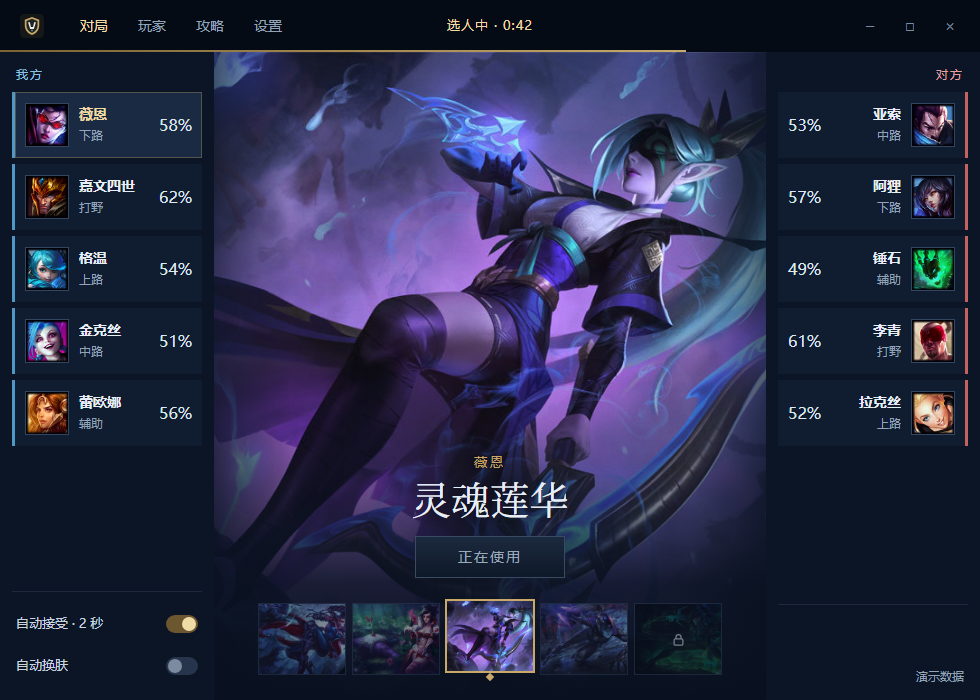 对局 玩家 攻略 设置
选人中 · 0:42
我方
薇恩
下路
58%
嘉文四世
打野
62%
格温
上路
54%
金克丝
中路
51%
蕾欧娜
辅助
56%
对方
53%
亚索
中路
57%
阿狸
下路
49%
锤石
辅助
61%
李青
打野
52%
拉克丝
上路
薇恩
灵魂莲华
正在使用
自动接受 · 2 秒
自动换肤
演示数据